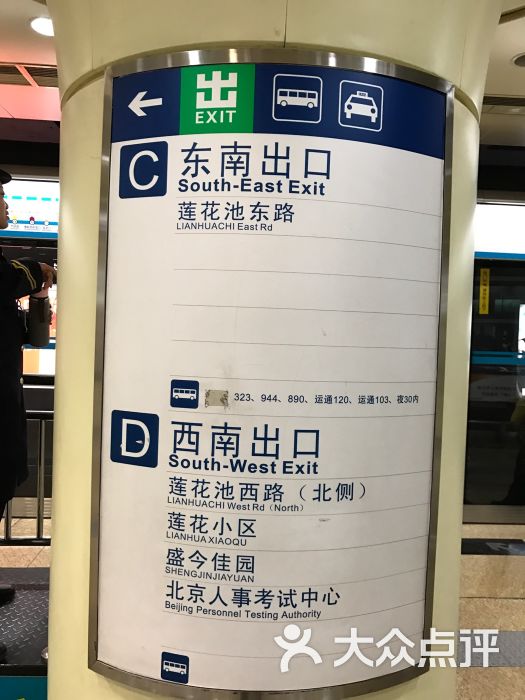 出
EXIT
TAXI
C 东南出口
South-East Exit
莲花池东路
LIANHUACHI East Rd
323、944、890、运通120、运通103、夜30内
D 西南出口
South-West Exit
莲花池西路（北侧）
LIANHUACHI West Rd (North)
莲花小区
LIANHUA XIAOQU
盛今佳园
SHENGJINJIAYUAN
北京人事考试中心
Beijing Personnel Testing Authority
大众点评